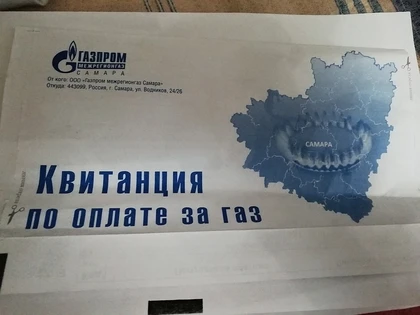 ГАЗПРОМ
МЕЖРЕГИОНГАЗ
САМАРА
От кого: ООО «Газпром межрегионгаз Самара»
Откуда: 443099, Россия, г. Самара, ул. Водников, 24/26
САМАРА
Квитанция
по оплате за газ